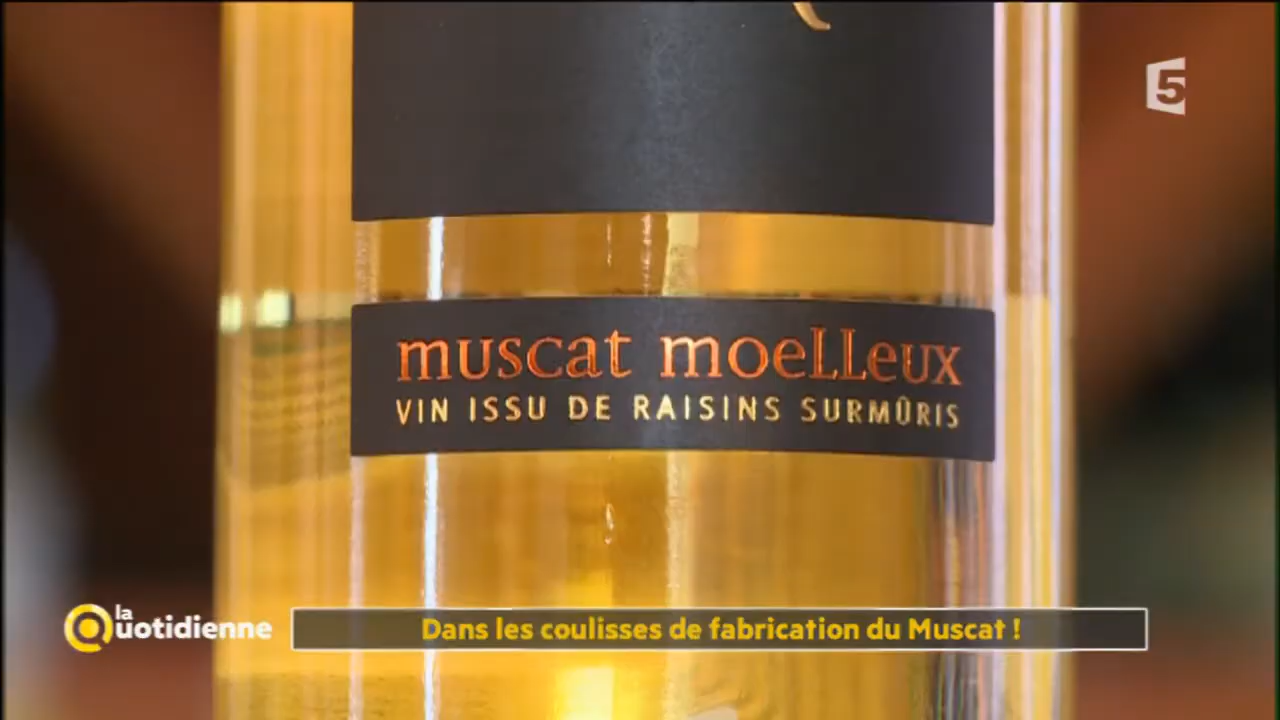 5
muscat moelleux
VIN ISSU DE RAISINS SURMÛRIS
la Quotidienne
Dans les coulisses de fabrication du Muscat !